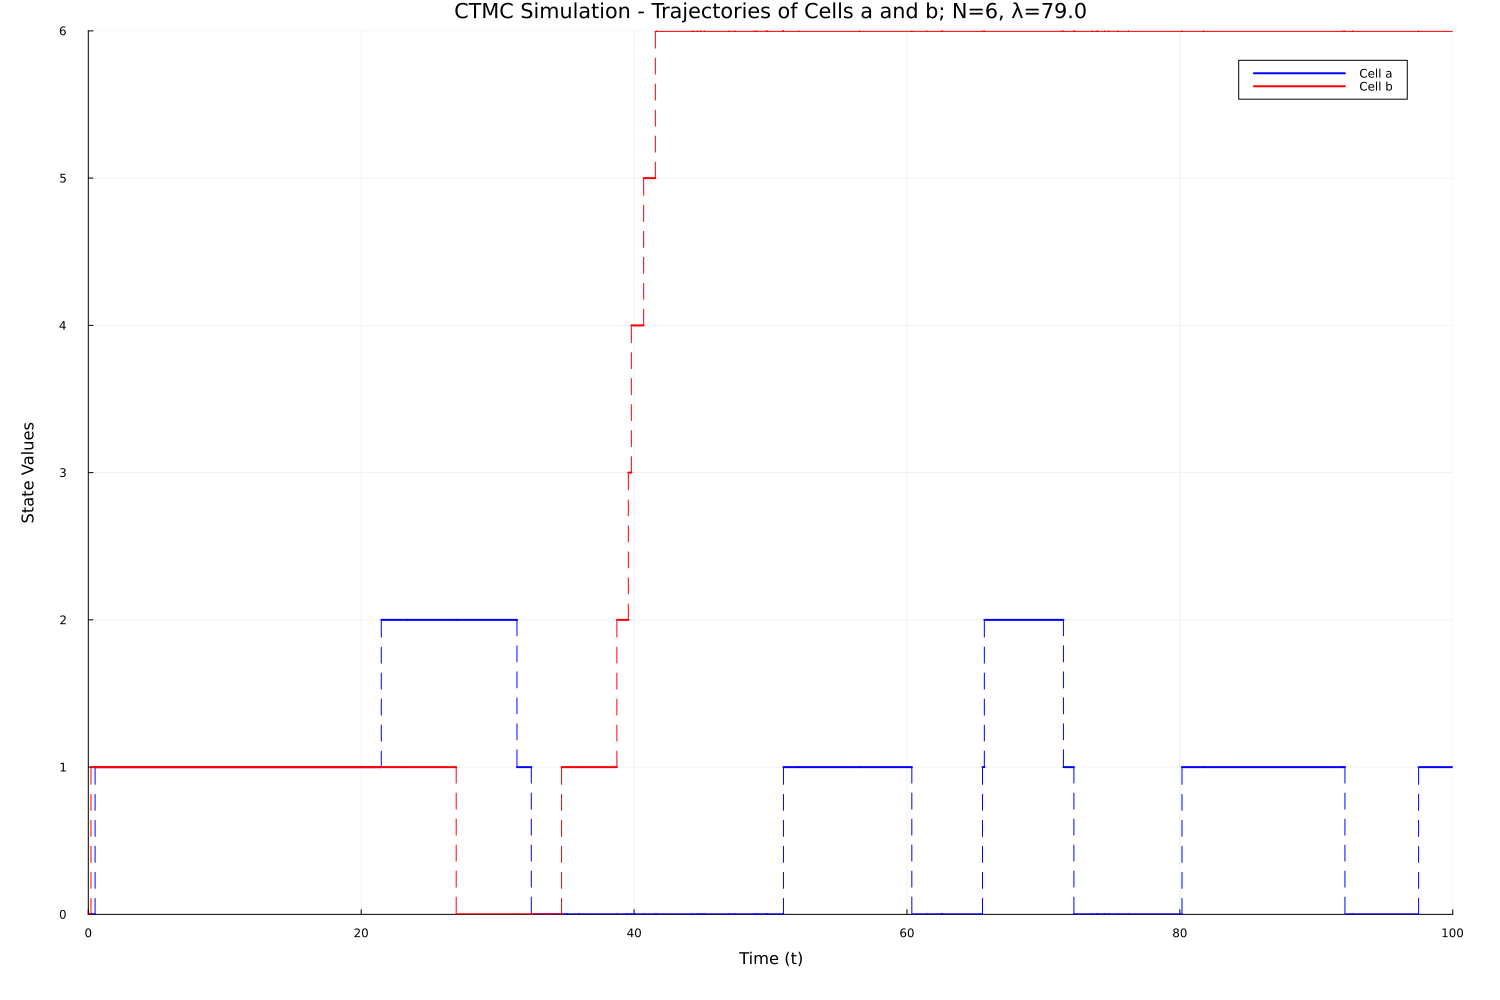 CTMC Simulation - Trajectories of Cells a and b; N=6, λ=79.0
6
Cell a
Cell b
5
4
3
2
1
0
State Values
0 20 40 60 80 100
Time (t)